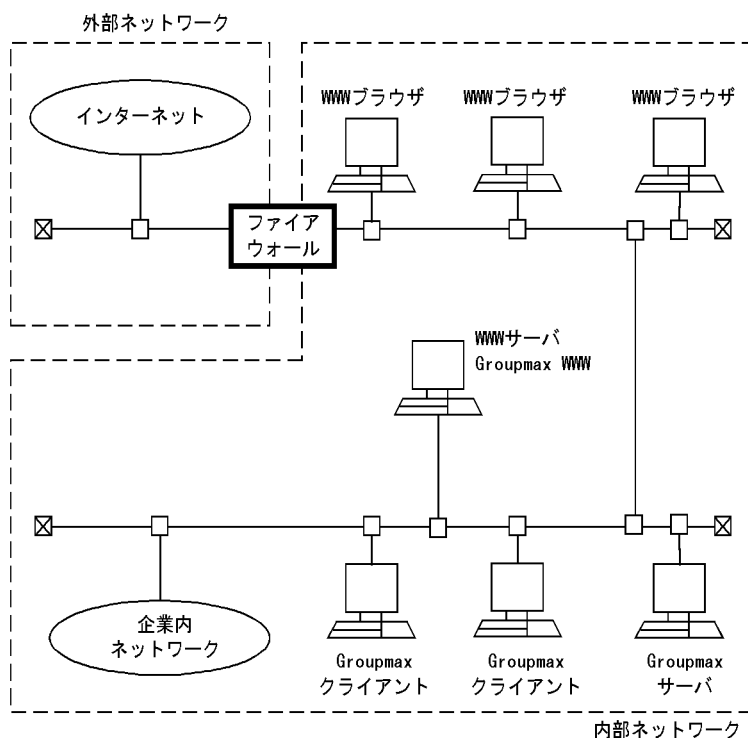 外部ネットワーク
インターネット
WWWブラウザ
WWWブラウザ
WWWブラウザ
ファイア
ウォール
WWWサーバ
Groupmax WWW
企業内
ネットワーク
Groupmax
クライアント
Groupmax
クライアント
Groupmax
サーバ
内部ネットワーク